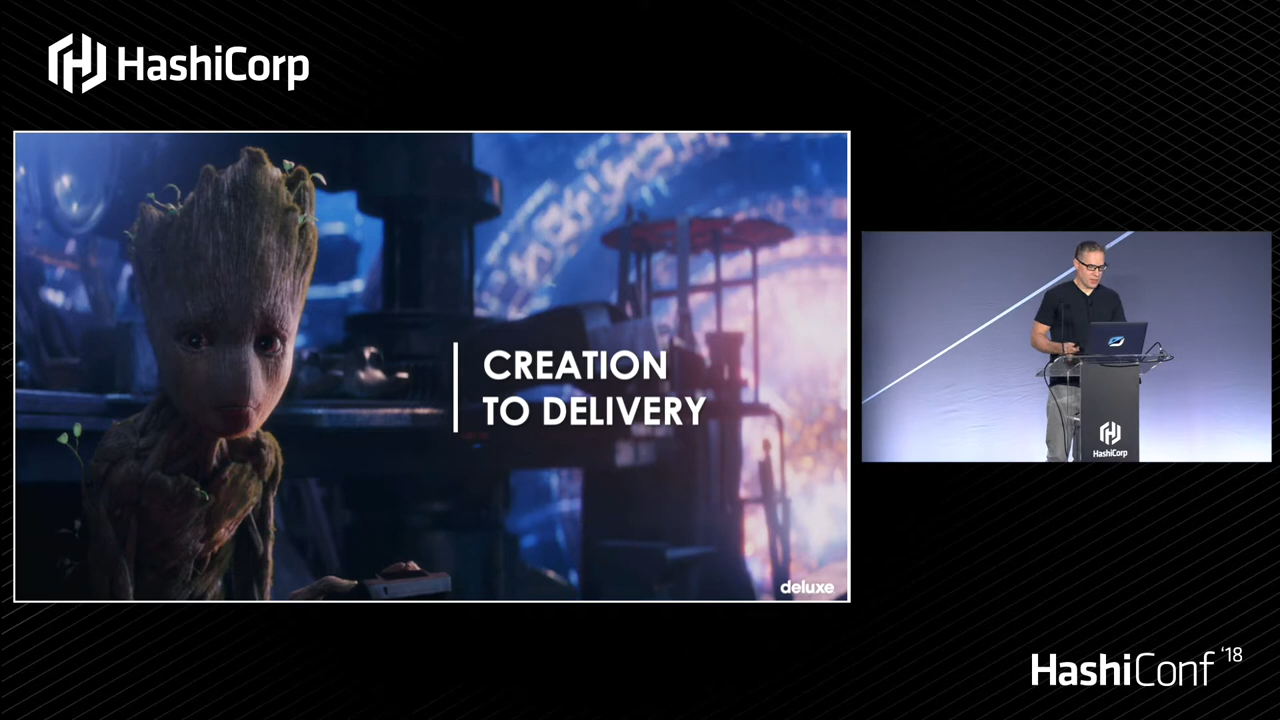 HashiCorp
CREATION
TO DELIVERY
deluxe
HashiCorp
HashiConf '18